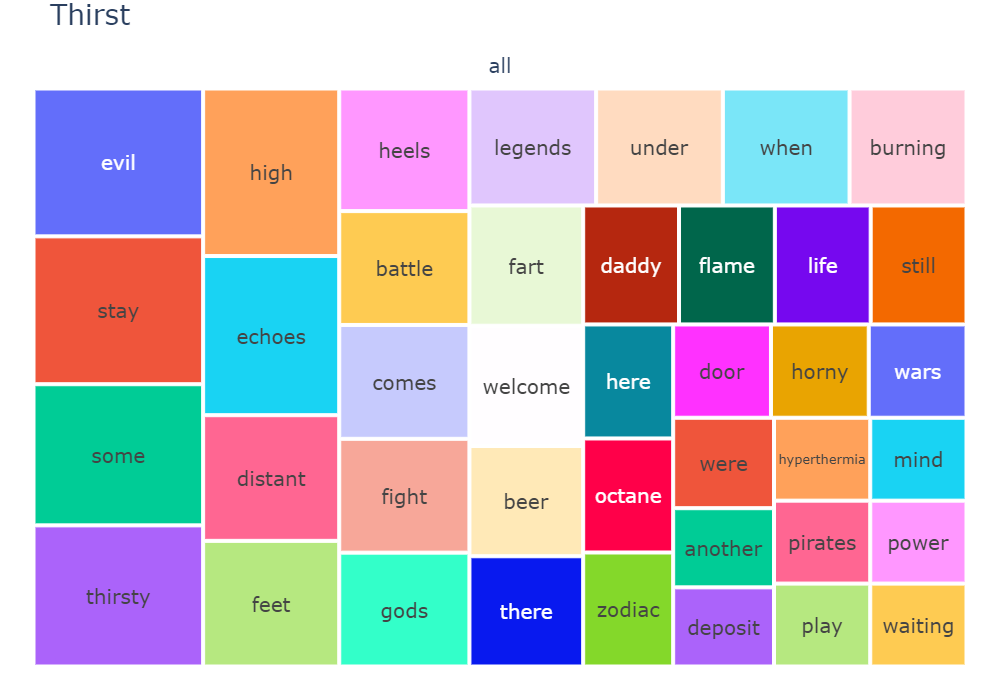 Thirst
all
evil
stay
some
thirsty
high
echoes
distant
feet
heels
battle
comes
fight
gods
legends
under
when
burning
fart
welcome
beer
there
daddy
flame
life
still
here
octane
zodiac
door
horny
wars
were
another
deposit
hyperthermia
mind
pirates
power
play
waiting